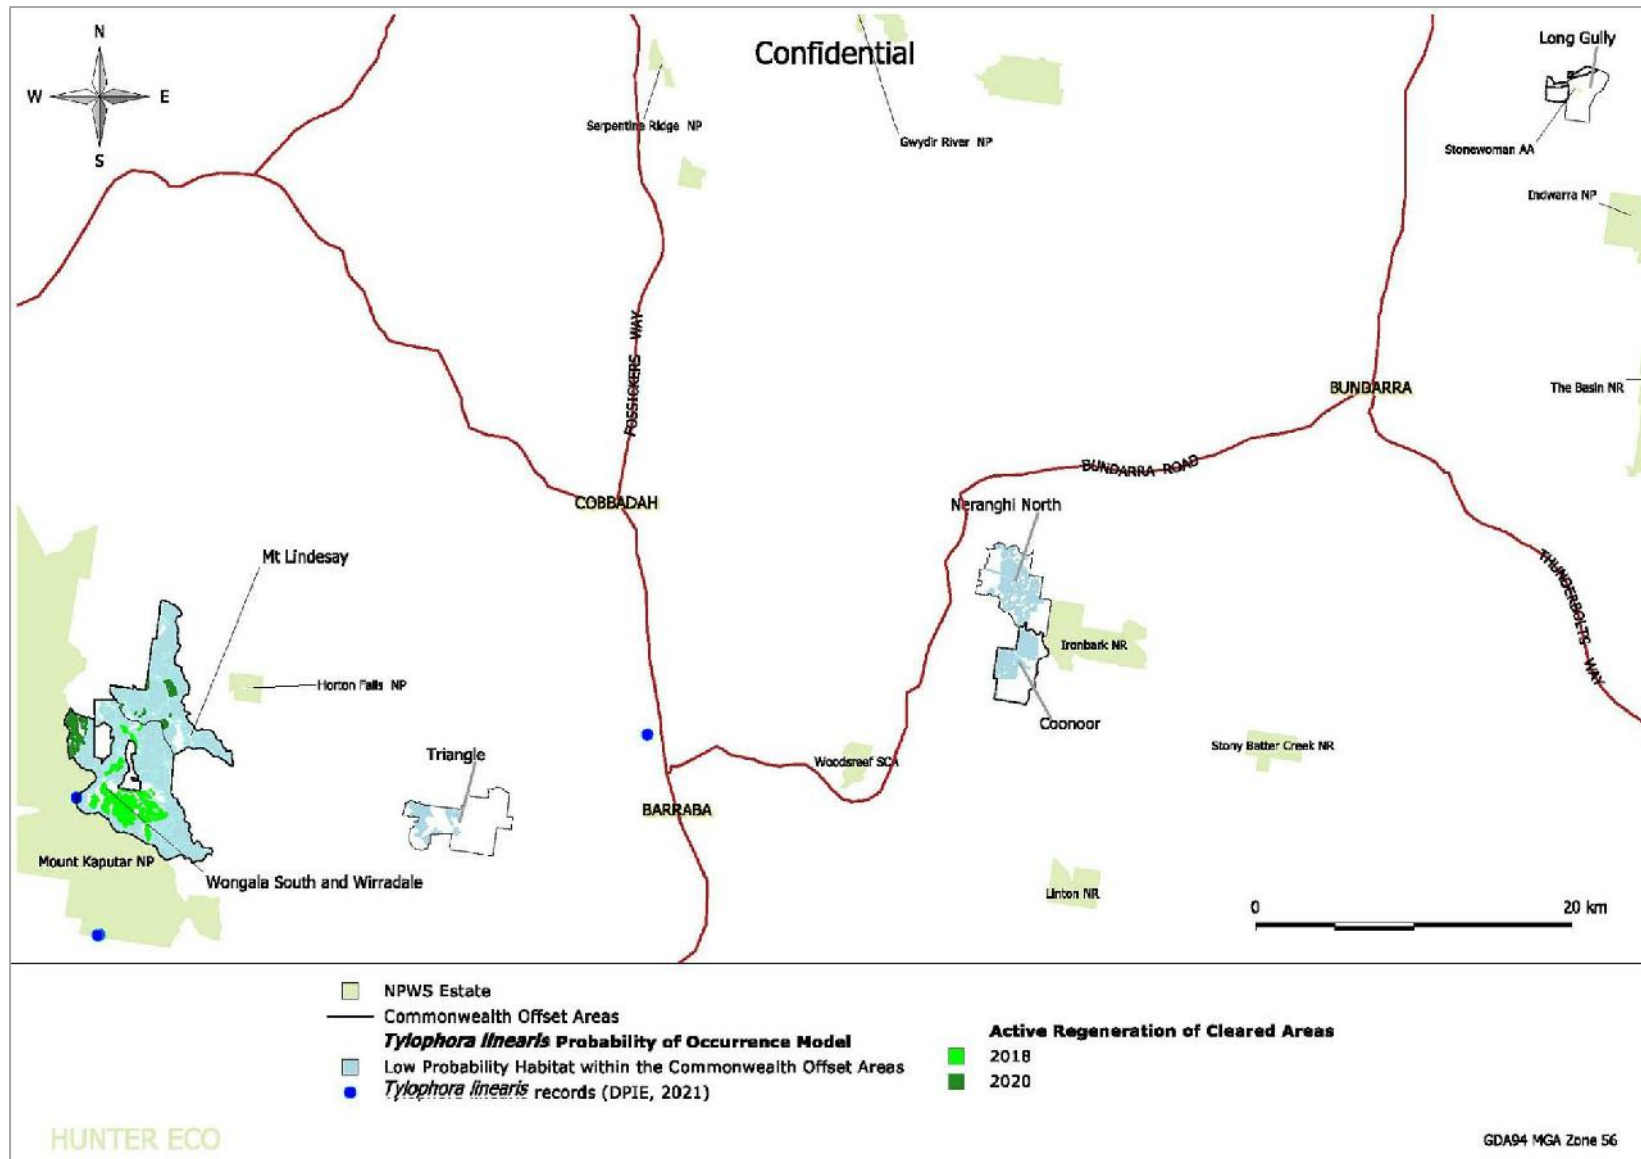 N
Confidential
Long Gully
W
E
S
Serpentine Ridge NP
Gwydir River NP
Stonewoman AA
Indwarra NP
FOSSICKERS WAY
BUNDARRA
The Basin NR
BUNDARRA ROAD
COBBADAH
Neranghi North
Mt Lindesay
THUNDERBOLTS WAY
Ironbark NR
Horton Falls NP
Coonoor
Triangle
Stony Batter Creek NR
Woodsreef SCA
BARRABA
Mount Kaputar NP
Wongala South and Wirradale
Linton NR
0 20 km
NPWS Estate
Commonwealth Offset Areas
Tylophora linearis Probability of Occurrence Model
Low Probability Habitat within the Commonwealth Offset Areas
Tylophora linearis records (DPIE, 2021)
Active Regeneration of Cleared Areas
2018
2020
HUNTER ECO
GDA94 MGA Zone 56